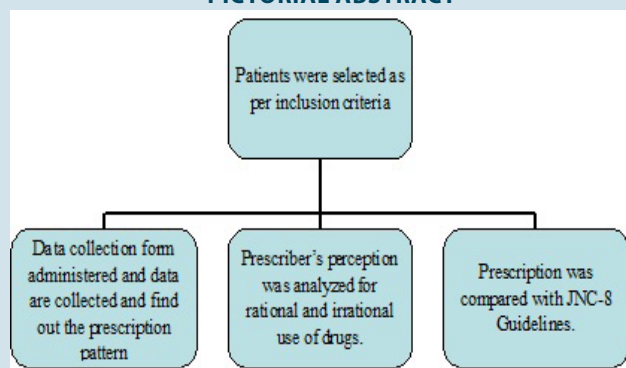 PICTORIAL ABSTRACT
Patients were selected as
per inclusion criteria
Data collection form
administered and data
are collected and find
out the prescription
pattern
Prescriber's perception
was analyzed for
rational and irrational
use of drugs.
Prescription was
compared with JNC-8
Guidelines.